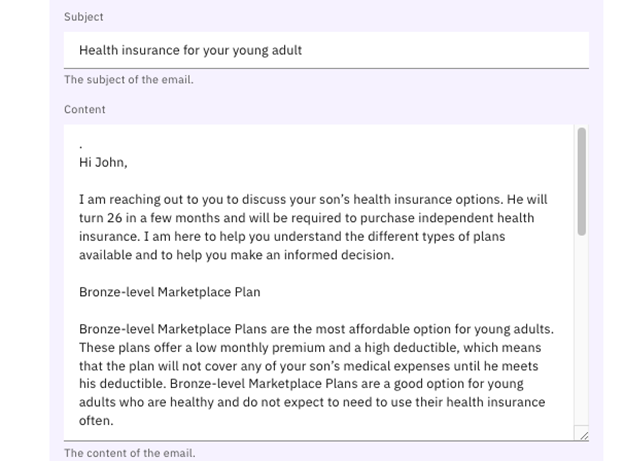 Subject
Health insurance for your young adult
The subject of the email.
Content
.
Hi John,
I am reaching out to you to discuss your son’s health insurance options. He will
turn 26 in a few months and will be required to purchase independent health
insurance. I am here to help you understand the different types of plans
available and to help you make an informed decision.
Bronze-level Marketplace Plan
Bronze-level Marketplace Plans are the most affordable option for young adults.
These plans offer a low monthly premium and a high deductible, which means
that the plan will not cover any of your son’s medical expenses until he meets
his deductible. Bronze-level Marketplace Plans are a good option for young
adults who are healthy and do not expect to need to use their health insurance
often.
The content of the email.